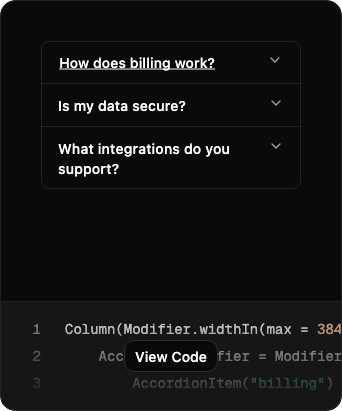 How does billing work?
Is my data secure?
What integrations do you
support?
1 Column(Modifier.widthIn(max = 384
2 Acc fier = Modifier
View Code
3 AccordionItem("billing")